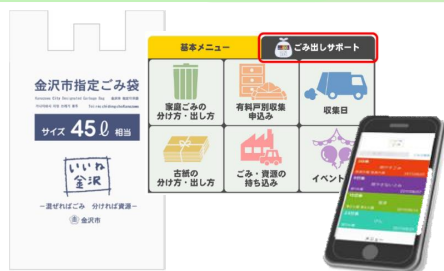 金沢市指定ごみ袋
サイズ 45ℓ 相当
いいね
金沢
－混ぜればごみ 分ければ資源－
金沢市
基本メニュー
ごみ出しサポート
家庭ごみの
分け方・出し方
有料戸別収集
申込み
収集日
古紙の
分け方・出し方
ごみ・資源の
持ち込み
イベント
メニュー